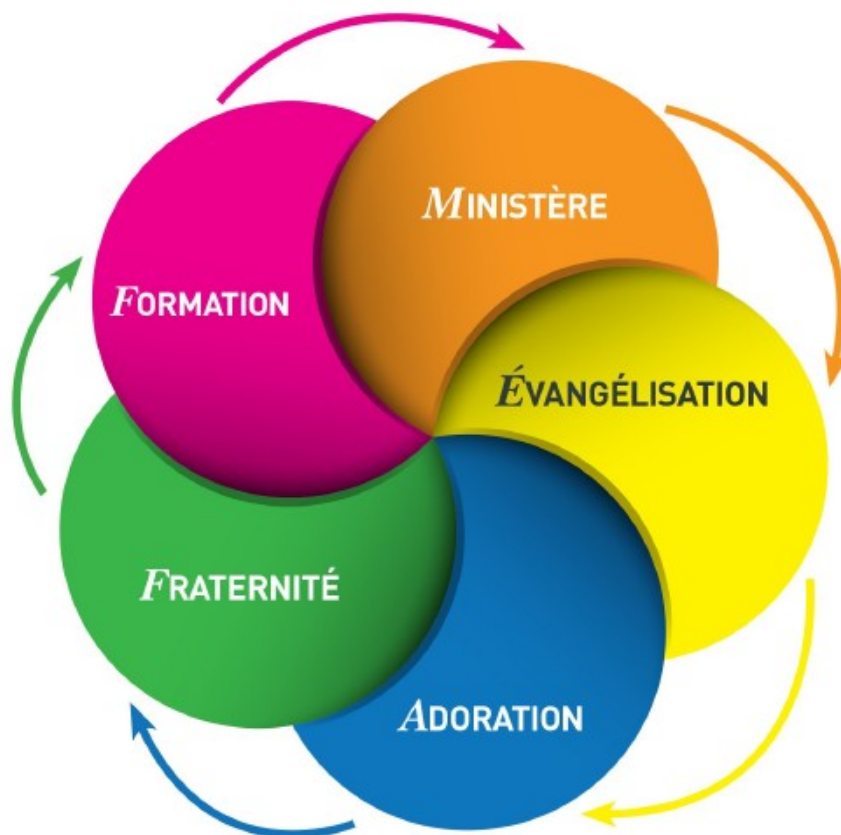 MINISTÈRE
FORMATION
ÉVANGÉLISATION
FRATERNITÉ
ADORATION